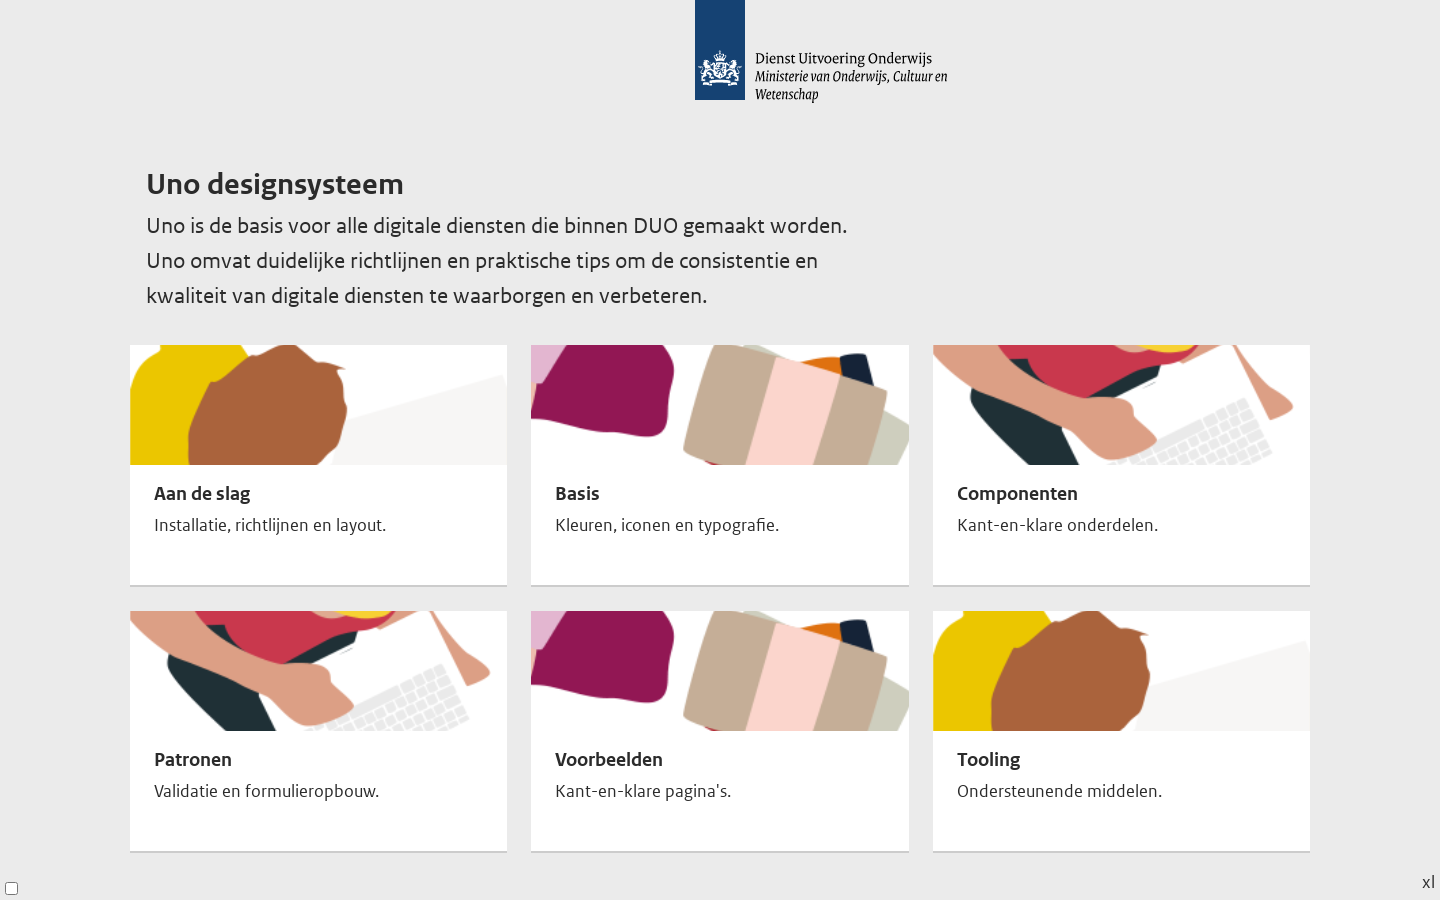 Dienst Uitvoering Onderwijs
Ministerie van Onderwijs, Cultuur en
Wetenschap
Uno designsysteem
Uno is de basis voor alle digitale diensten die binnen DUO gemaakt worden.
Uno omvat duidelijke richtlijnen en praktische tips om de consistentie en
kwaliteit van digitale diensten te waarborgen en verbeteren.
Aan de slag
Installatie, richtlijnen en layout.
Basis
Kleuren, iconen en typografie.
Componenten
Kant-en-klare onderdelen.
Patronen
Validatie en formulieropbouw.
Voorbeelden
Kant-en-klare pagina's.
Tooling
Ondersteunende middelen.
xl